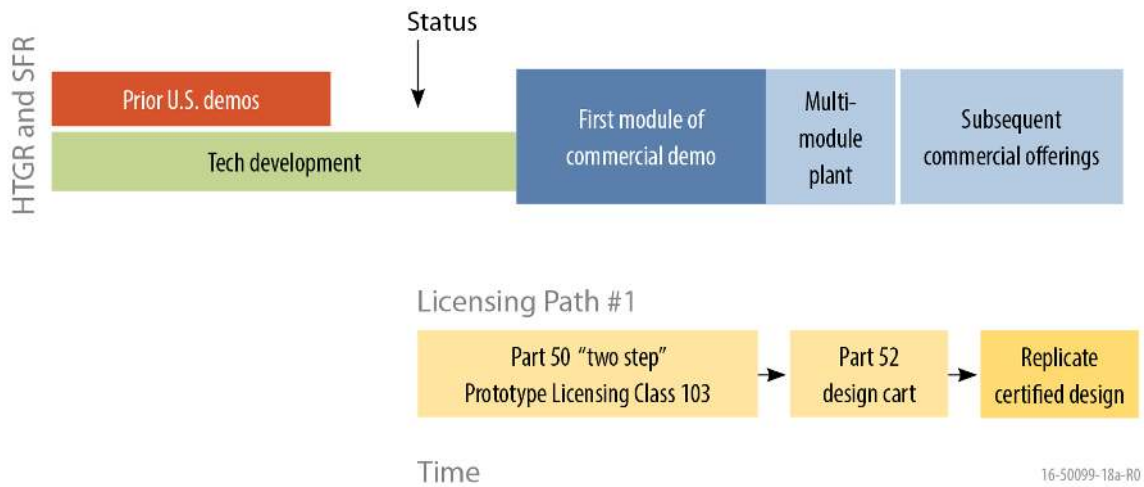 Status
HTGR and SFR
Prior U.S. demos
Tech development
First module of
commercial demo
Multi-
module
plant
Subsequent
commercial offerings
Licensing Path #1
Part 50 “two step”
Prototype Licensing Class 103
Part 52
design cart
Replicate
certified design
Time
16-50099-18a-R0